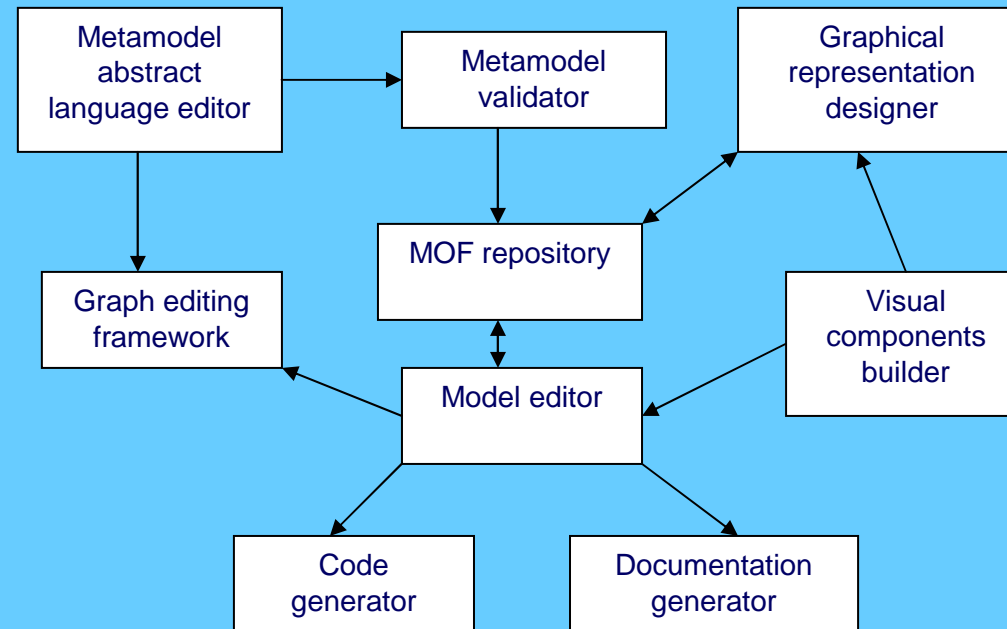 Metamodel
abstract
language editor
Metamodel
validator
Graphical
representation
designer
MOF repository
Graph editing
framework
Visual
components
builder
Model editor
Code
generator
Documentation
generator